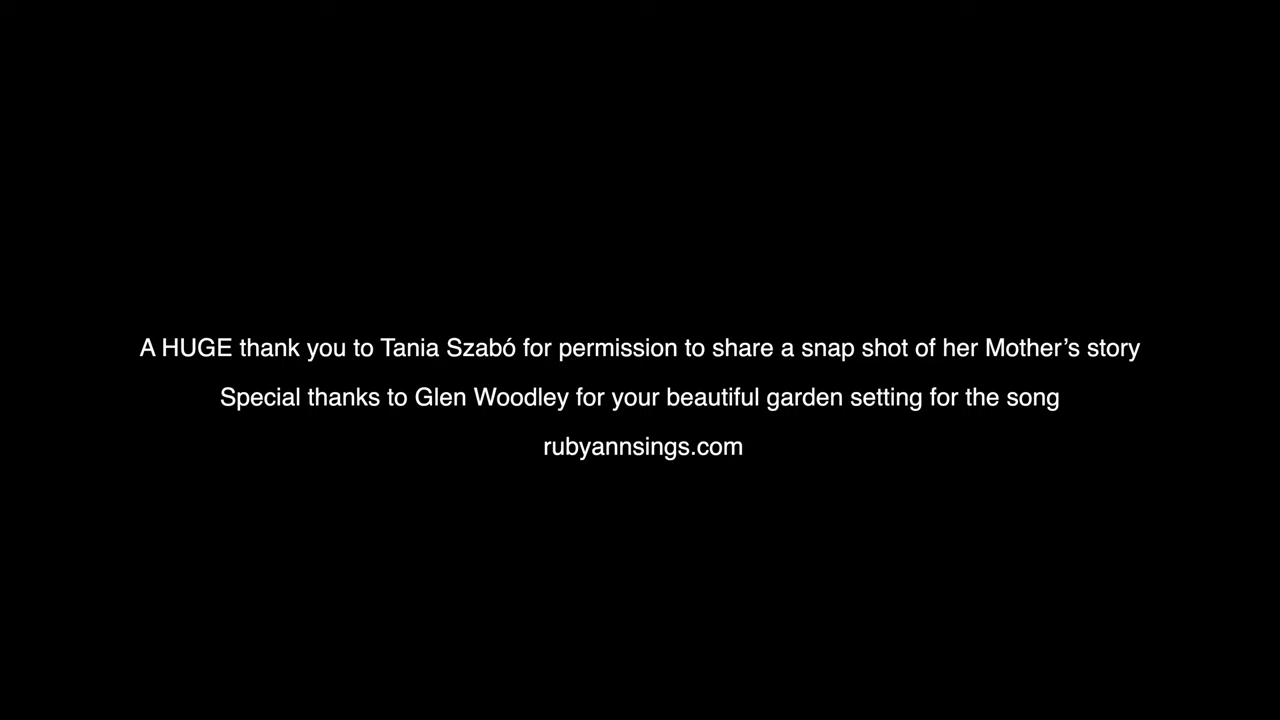 A HUGE thank you to Tania Szabó for permission to share a snap shot of her Mother’s story
Special thanks to Glen Woodley for your beautiful garden setting for the song
rubyannsings.com